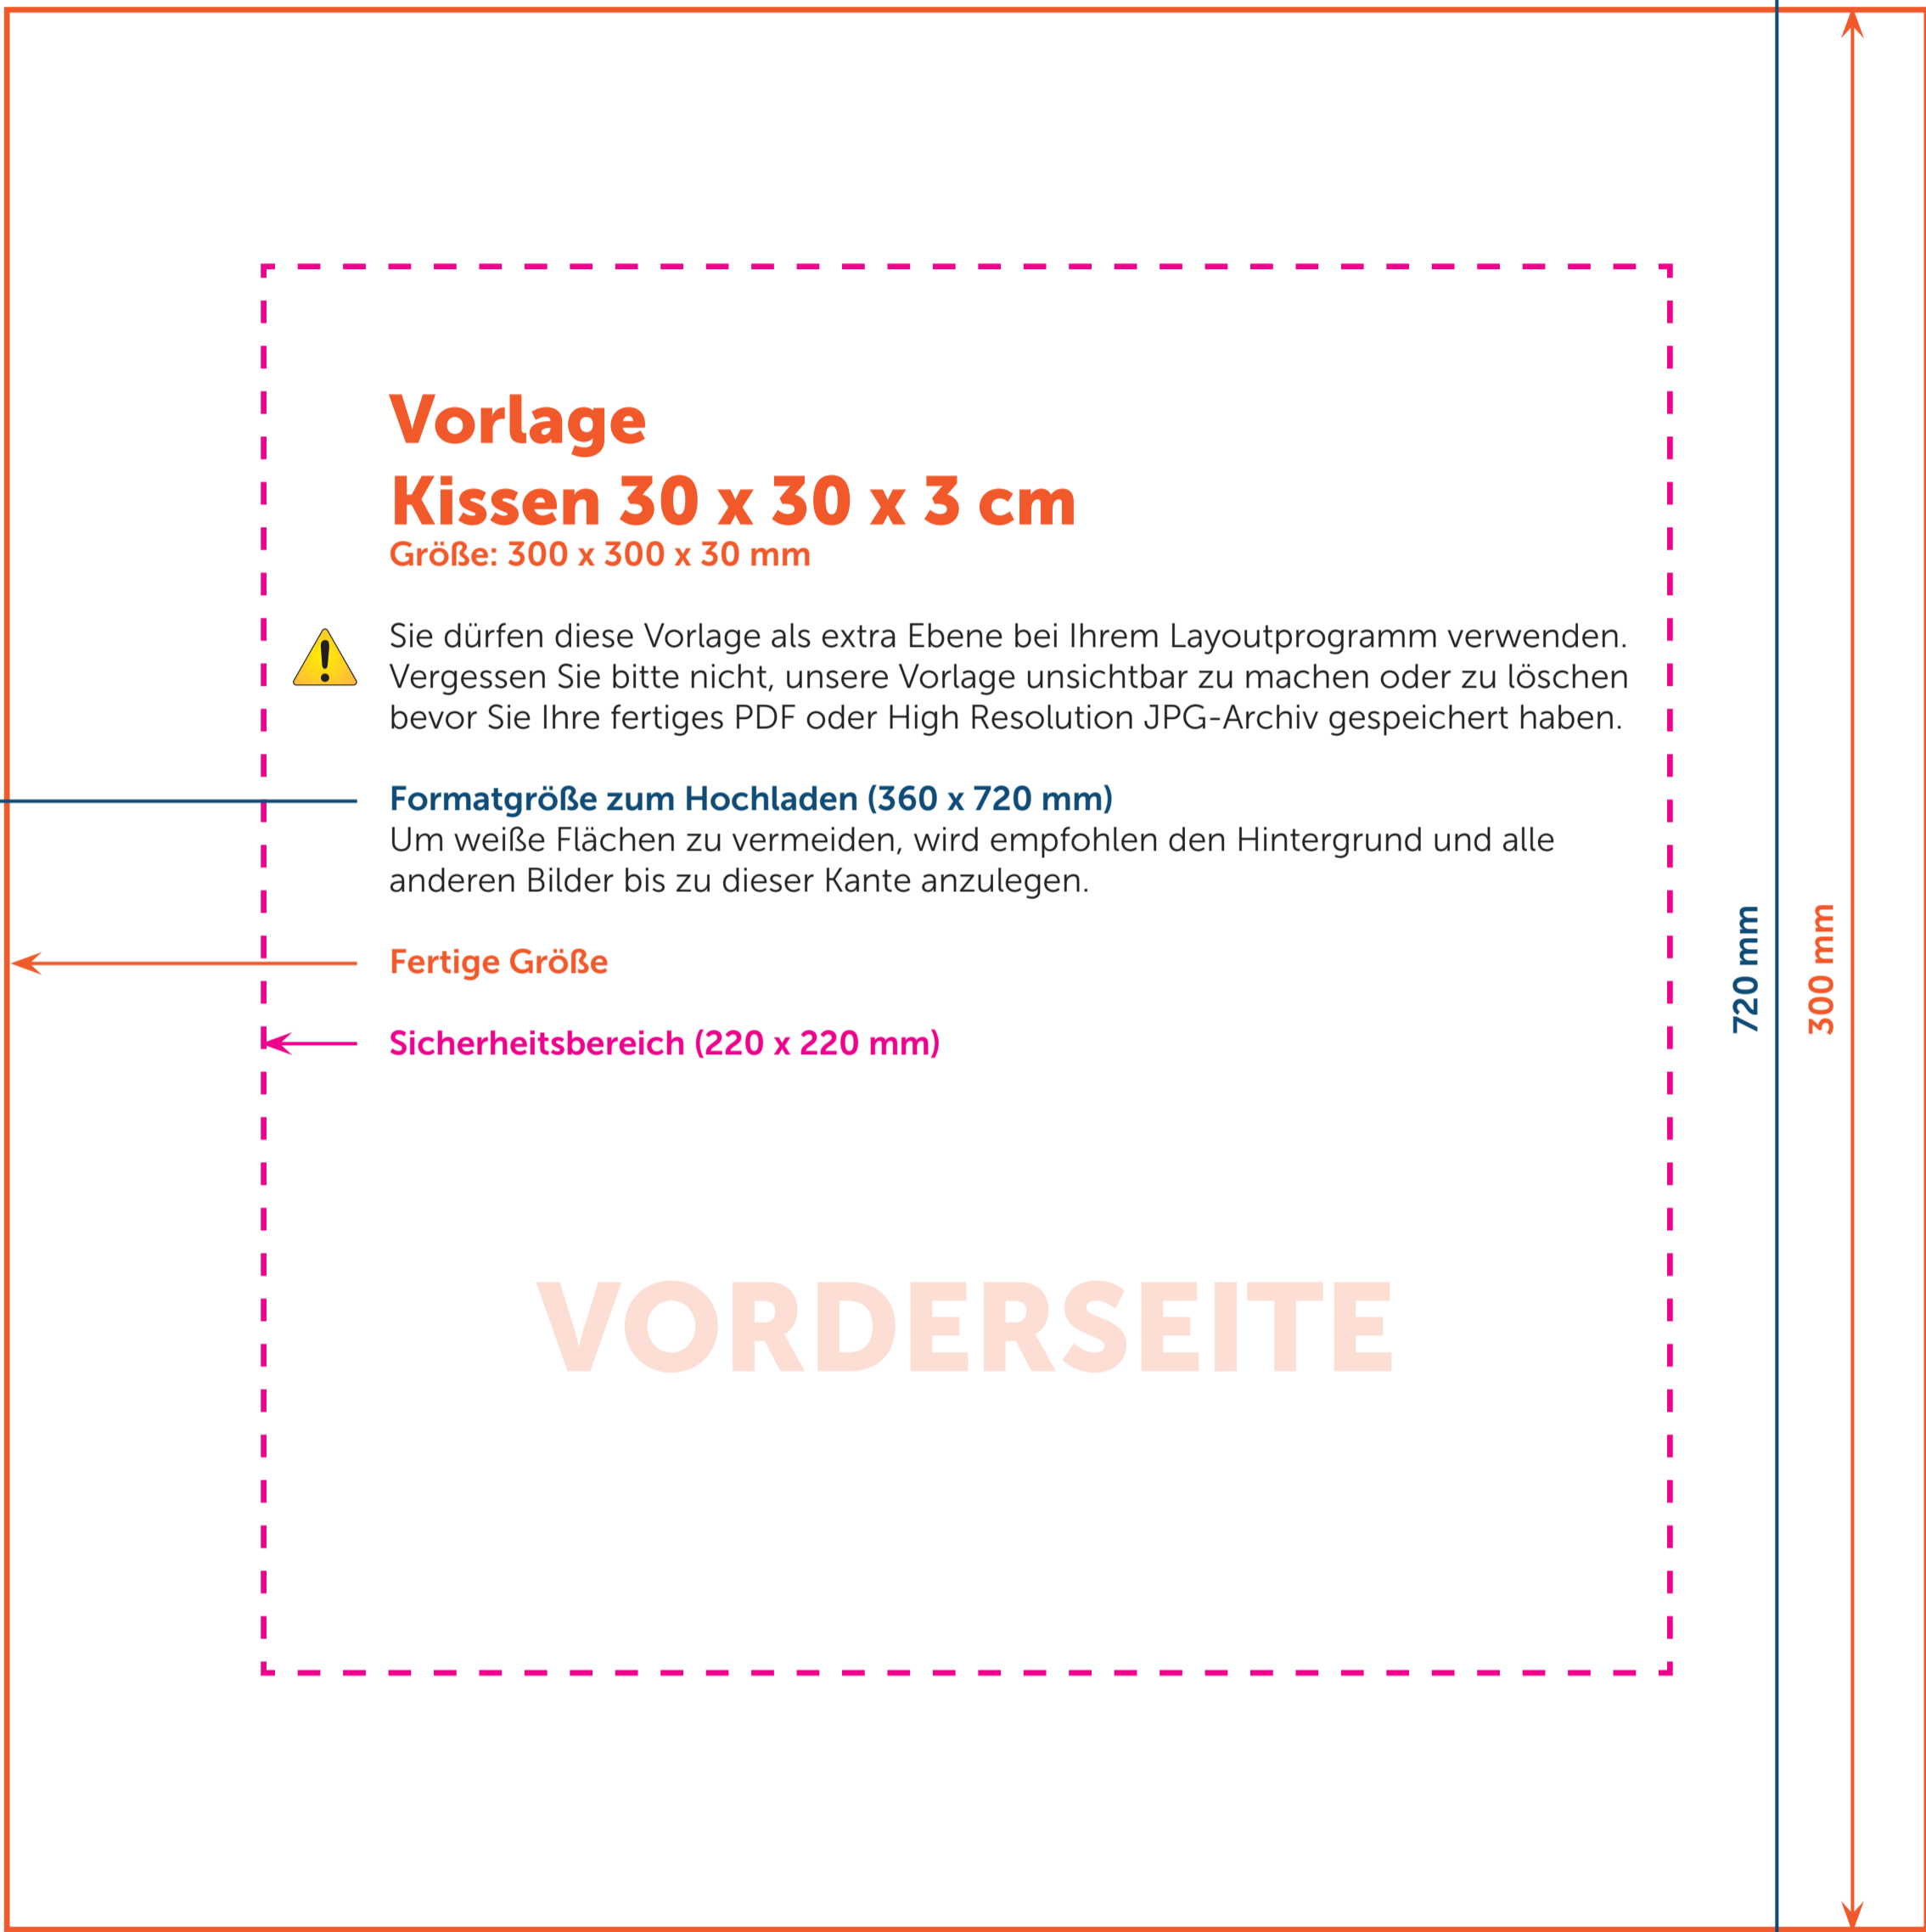 Vorlage
Kissen 30 x 30 x 3 cm
Größe: 300 x 300 x 30 mm
Sie dürfen diese Vorlage als extra Ebene bei Ihrem Layoutprogramm verwenden.
Vergessen Sie bitte nicht, unsere Vorlage unsichtbar zu machen oder zu löschen
bevor Sie Ihre fertiges PDF oder High Resolution JPG-Archiv gespeichert haben.
Formatgröße zum Hochladen (360 x 720 mm)
Um weiße Flächen zu vermeiden, wird empfohlen den Hintergrund und alle
anderen Bilder bis zu dieser Kante anzulegen.
Fertige Größe
Sicherheitsbereich (220 x 220 mm)
VORDERSEITE
720 mm
300 mm